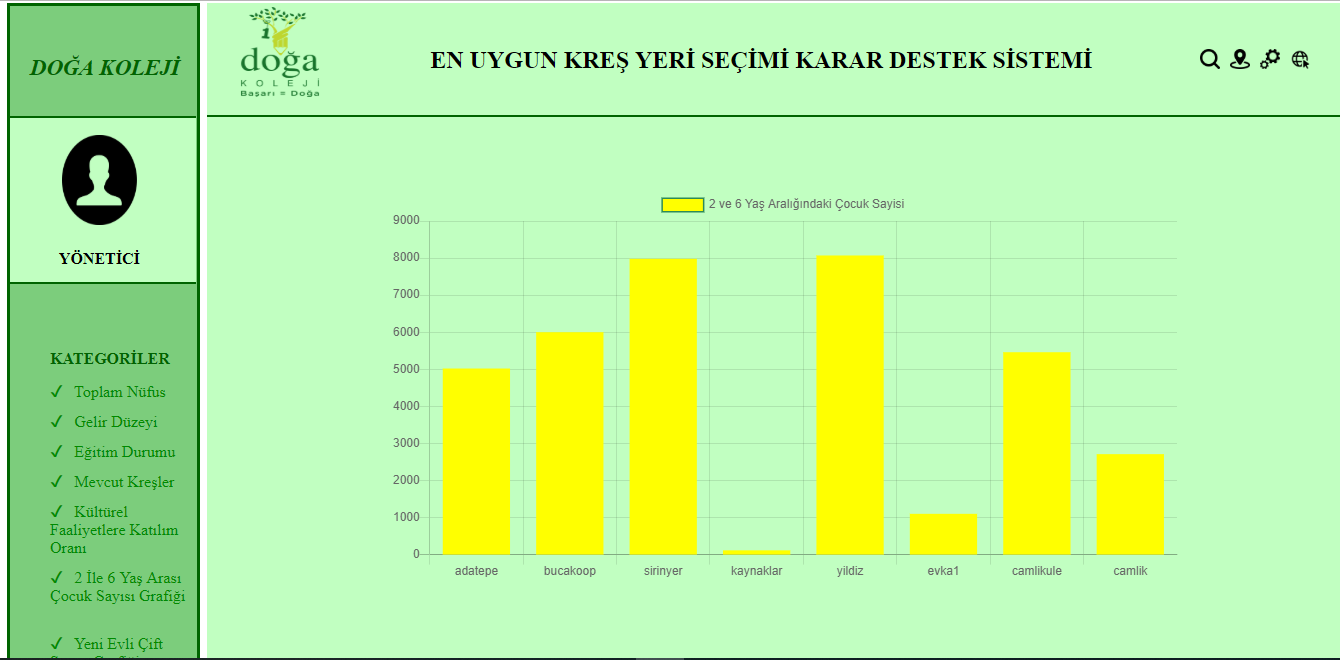 DOĞA KOLEJİ
YÖNETİCİ
KATEGORİLER
Toplam Nüfus
Gelir Düzeyi
Eğitim Durumu
Mevcut Kreşler
Kültürel
Faaliyetlere Katılım
Oranı
2 İle 6 Yaş Arası
Çocuk Sayısı Grafiği
Yeni Evli Çift
1
doğa
KOLEJİ
Başarı = Doğa
EN UYGUN KREŞ YERİ SEÇİMİ KARAR DESTEK SİSTEMİ
2 ve 6 Yaş Aralığındaki Çocuk Sayisi
9000
8000
7000
6000
5000
4000
3000
2000
1000
0
adatepe bucakoop sirinyer kaynaklar yildiz evka1 camlikule camlik